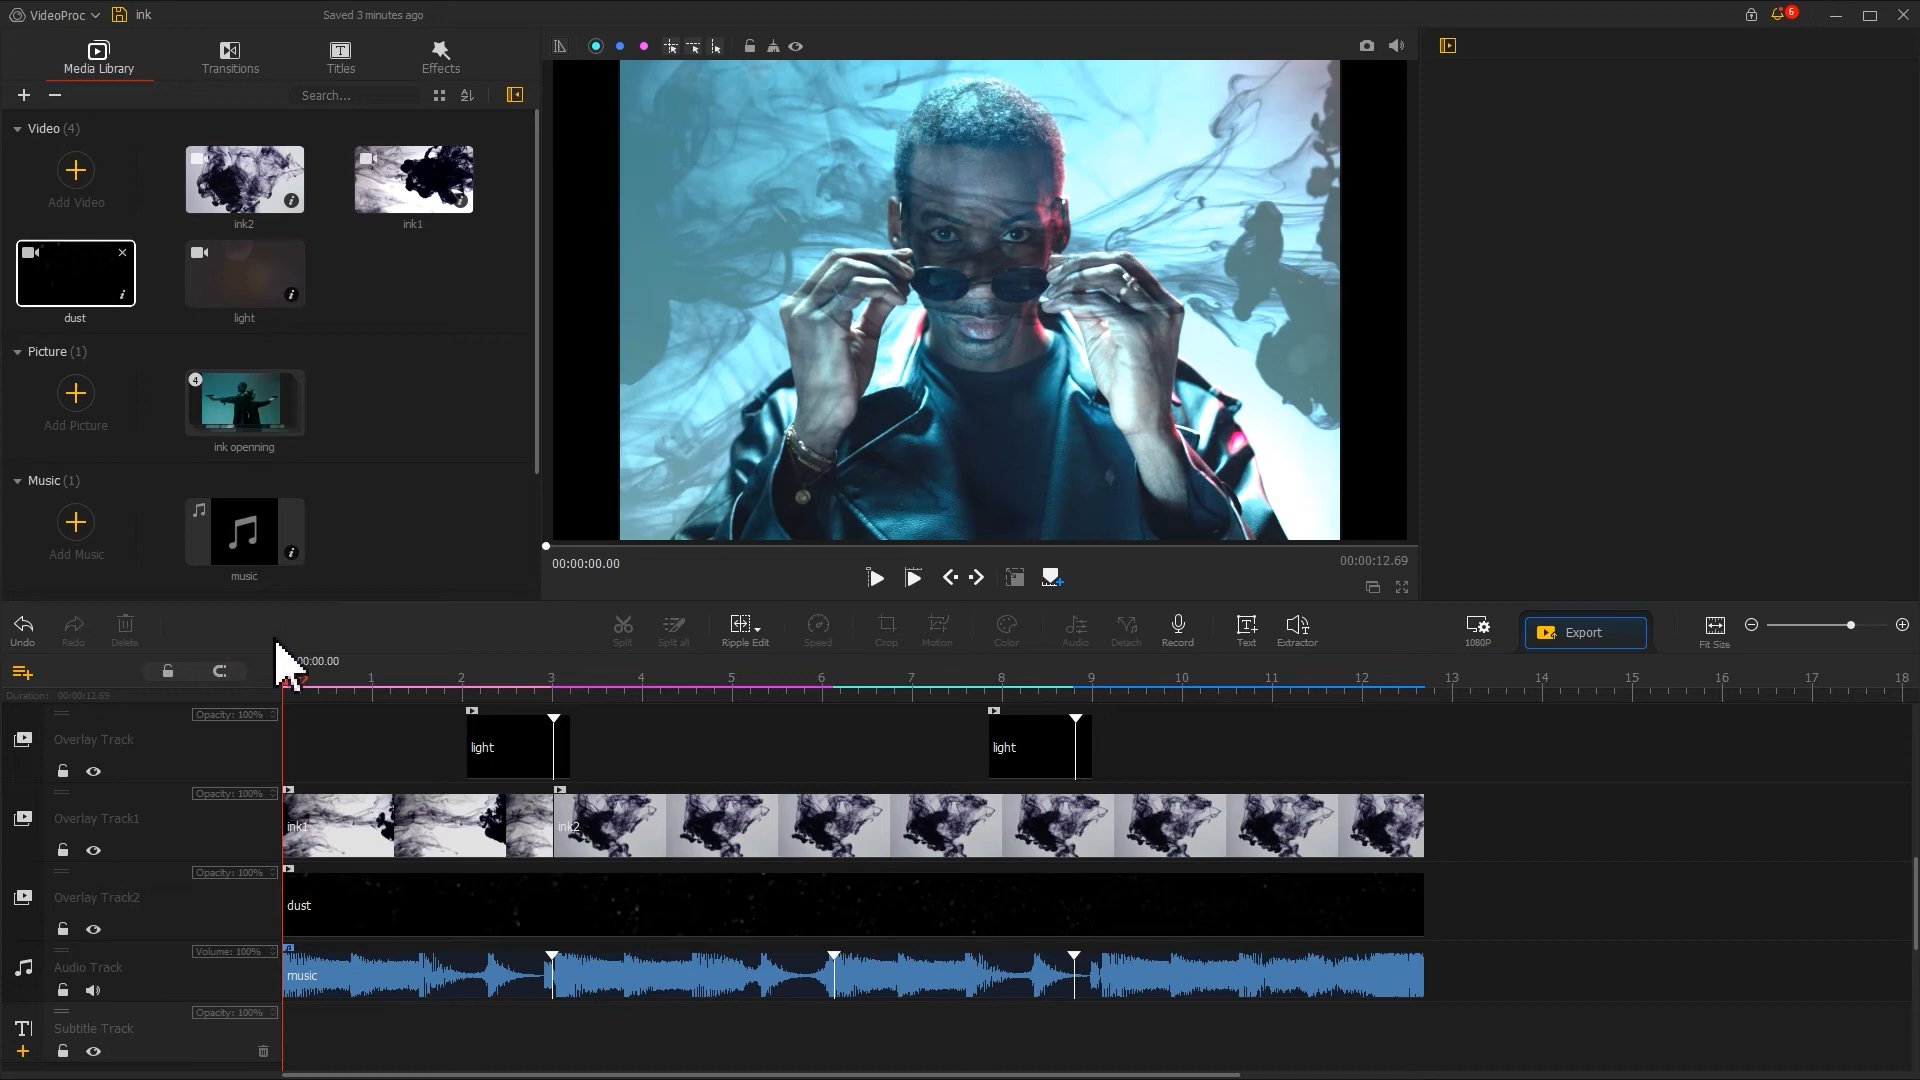 VideoProc
ink
Saved 3 minutes ago
6
Media Library
Transitions
Titles
Effects
Search...
Video (4)
Add Video
ink2
ink1
dust
light
Picture (1)
Add Picture
4
ink openning
Music (1)
Add Music
music
00:00:00.00
00:00:12.69
Undo
Redo
Delete
Split
Split all
Ripple Edit
Speed
Crop
Motion
Color
Audio
Detach
Record
Text
Extractor
1080P
Export
Fit Size
00:00.00
1 2 3 4 5 6 7 8 9 10 11 12 13 14 15 16 17 18
Duration: 00:00:12.69
Opacity: 100%
Overlay Track
light
light
Opacity: 100%
Overlay Track1
ink1
ink2
Opacity: 100%
Overlay Track2
dust
Volume: 100%
Audio Track
music
Opacity: 100%
Subtitle Track